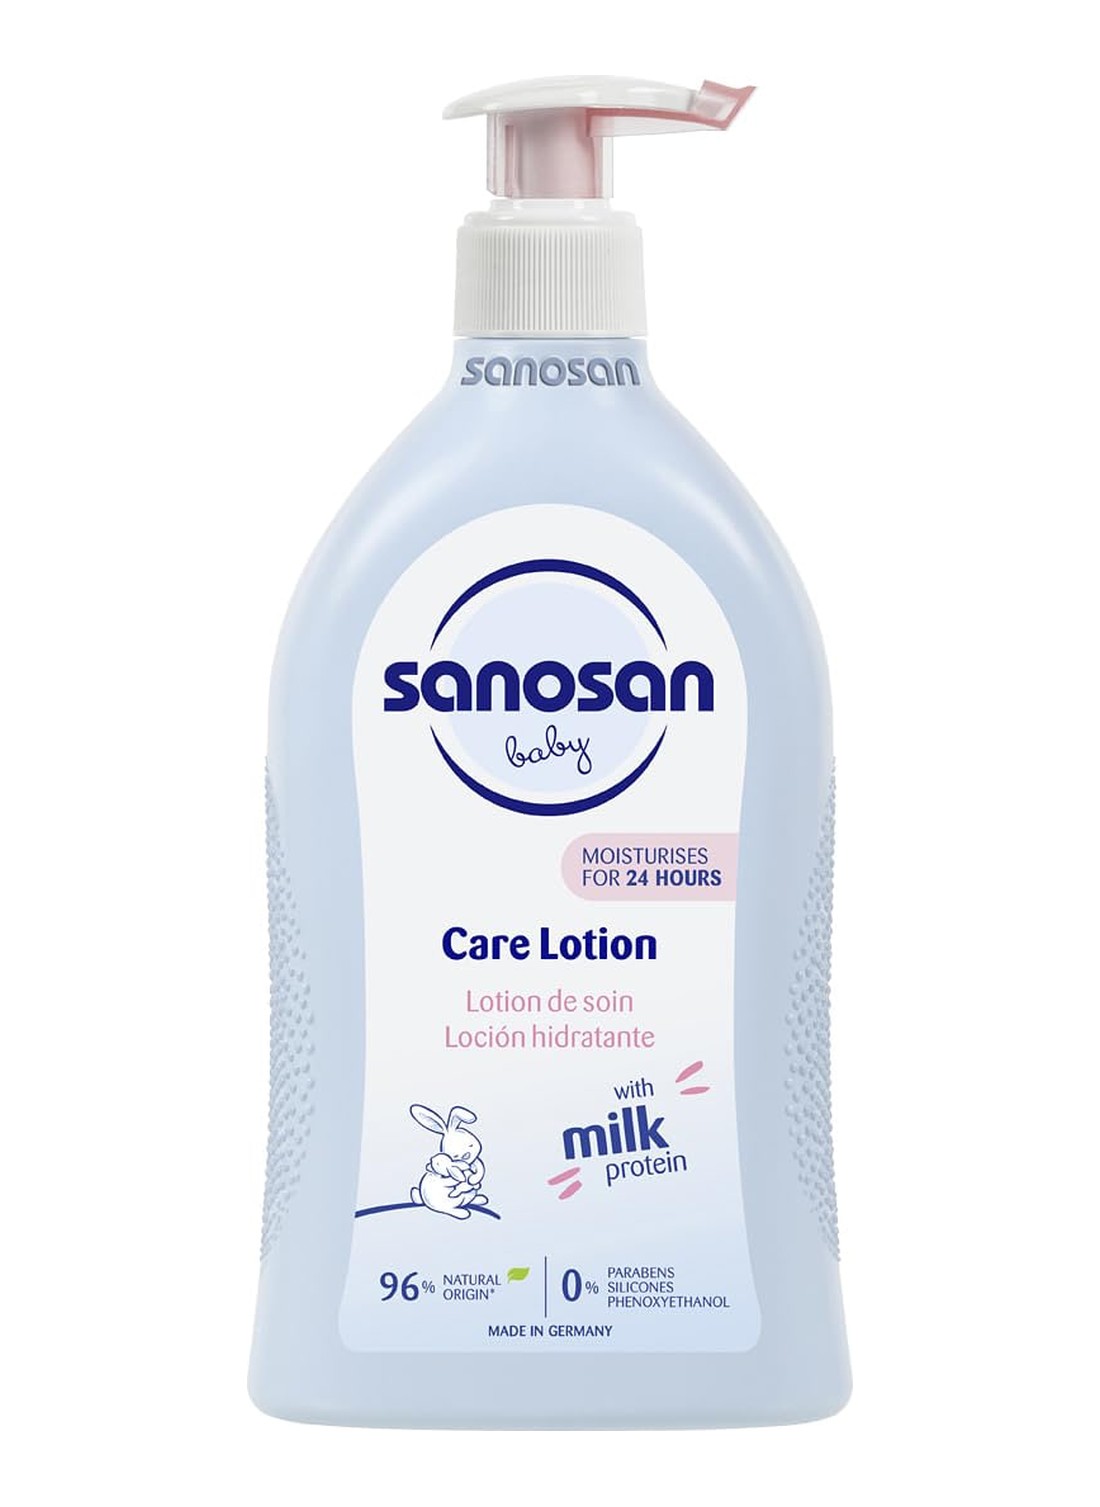 sanosan
sanosan
baby
MOISTURISES
FOR 24 HOURS
Care Lotion
Lotion de soin
Loción hidratante
with
milk
protein
96% NATURAL
ORIGIN*
0% PARABENS
SILICONES
PHENOXYETHANOL
MADE IN GERMANY